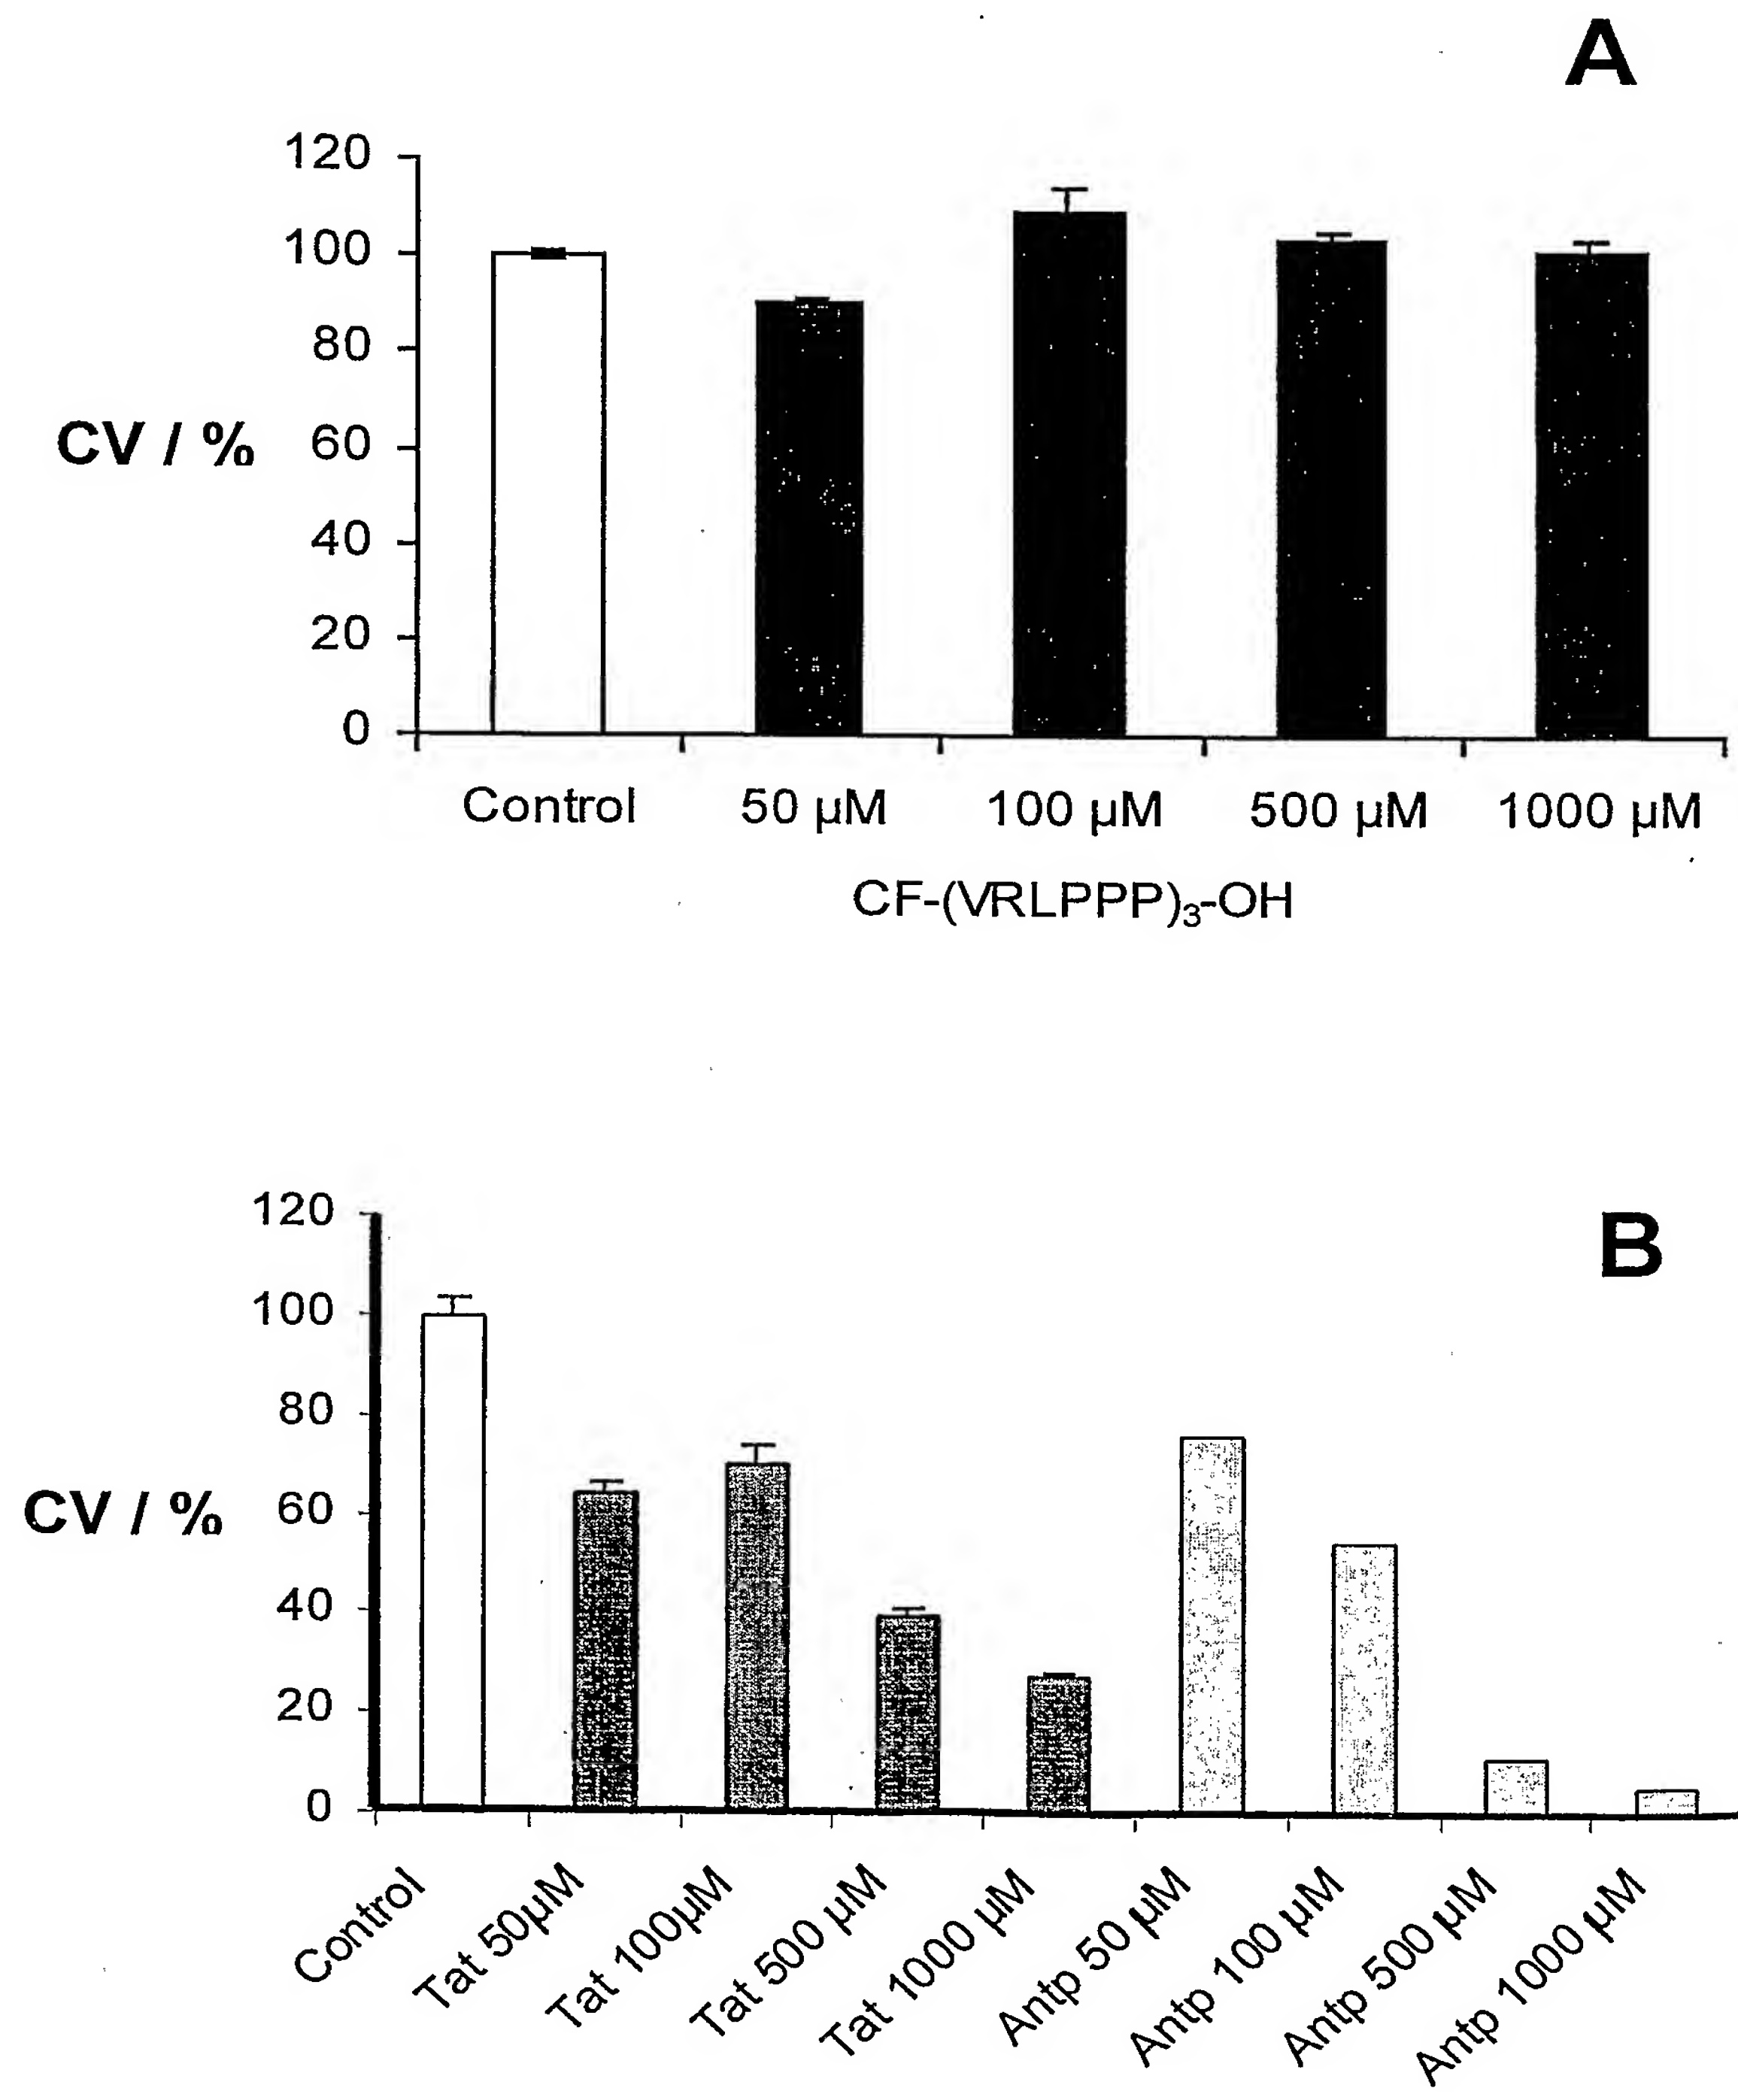 A
120
100
80
CV / %
60
40
20
0
Control 50 µM 100 µM 500 µM 1000 µM
CF-(VRLPPP)₃-OH
B
120
100
80
CV / %
60
40
20
0
Control Tat 50µM Tat 100µM Tat 500 µM Tat 1000 µM Antp 50 µM Antp 100 µM Antp 500 µM Antp 1000 µM